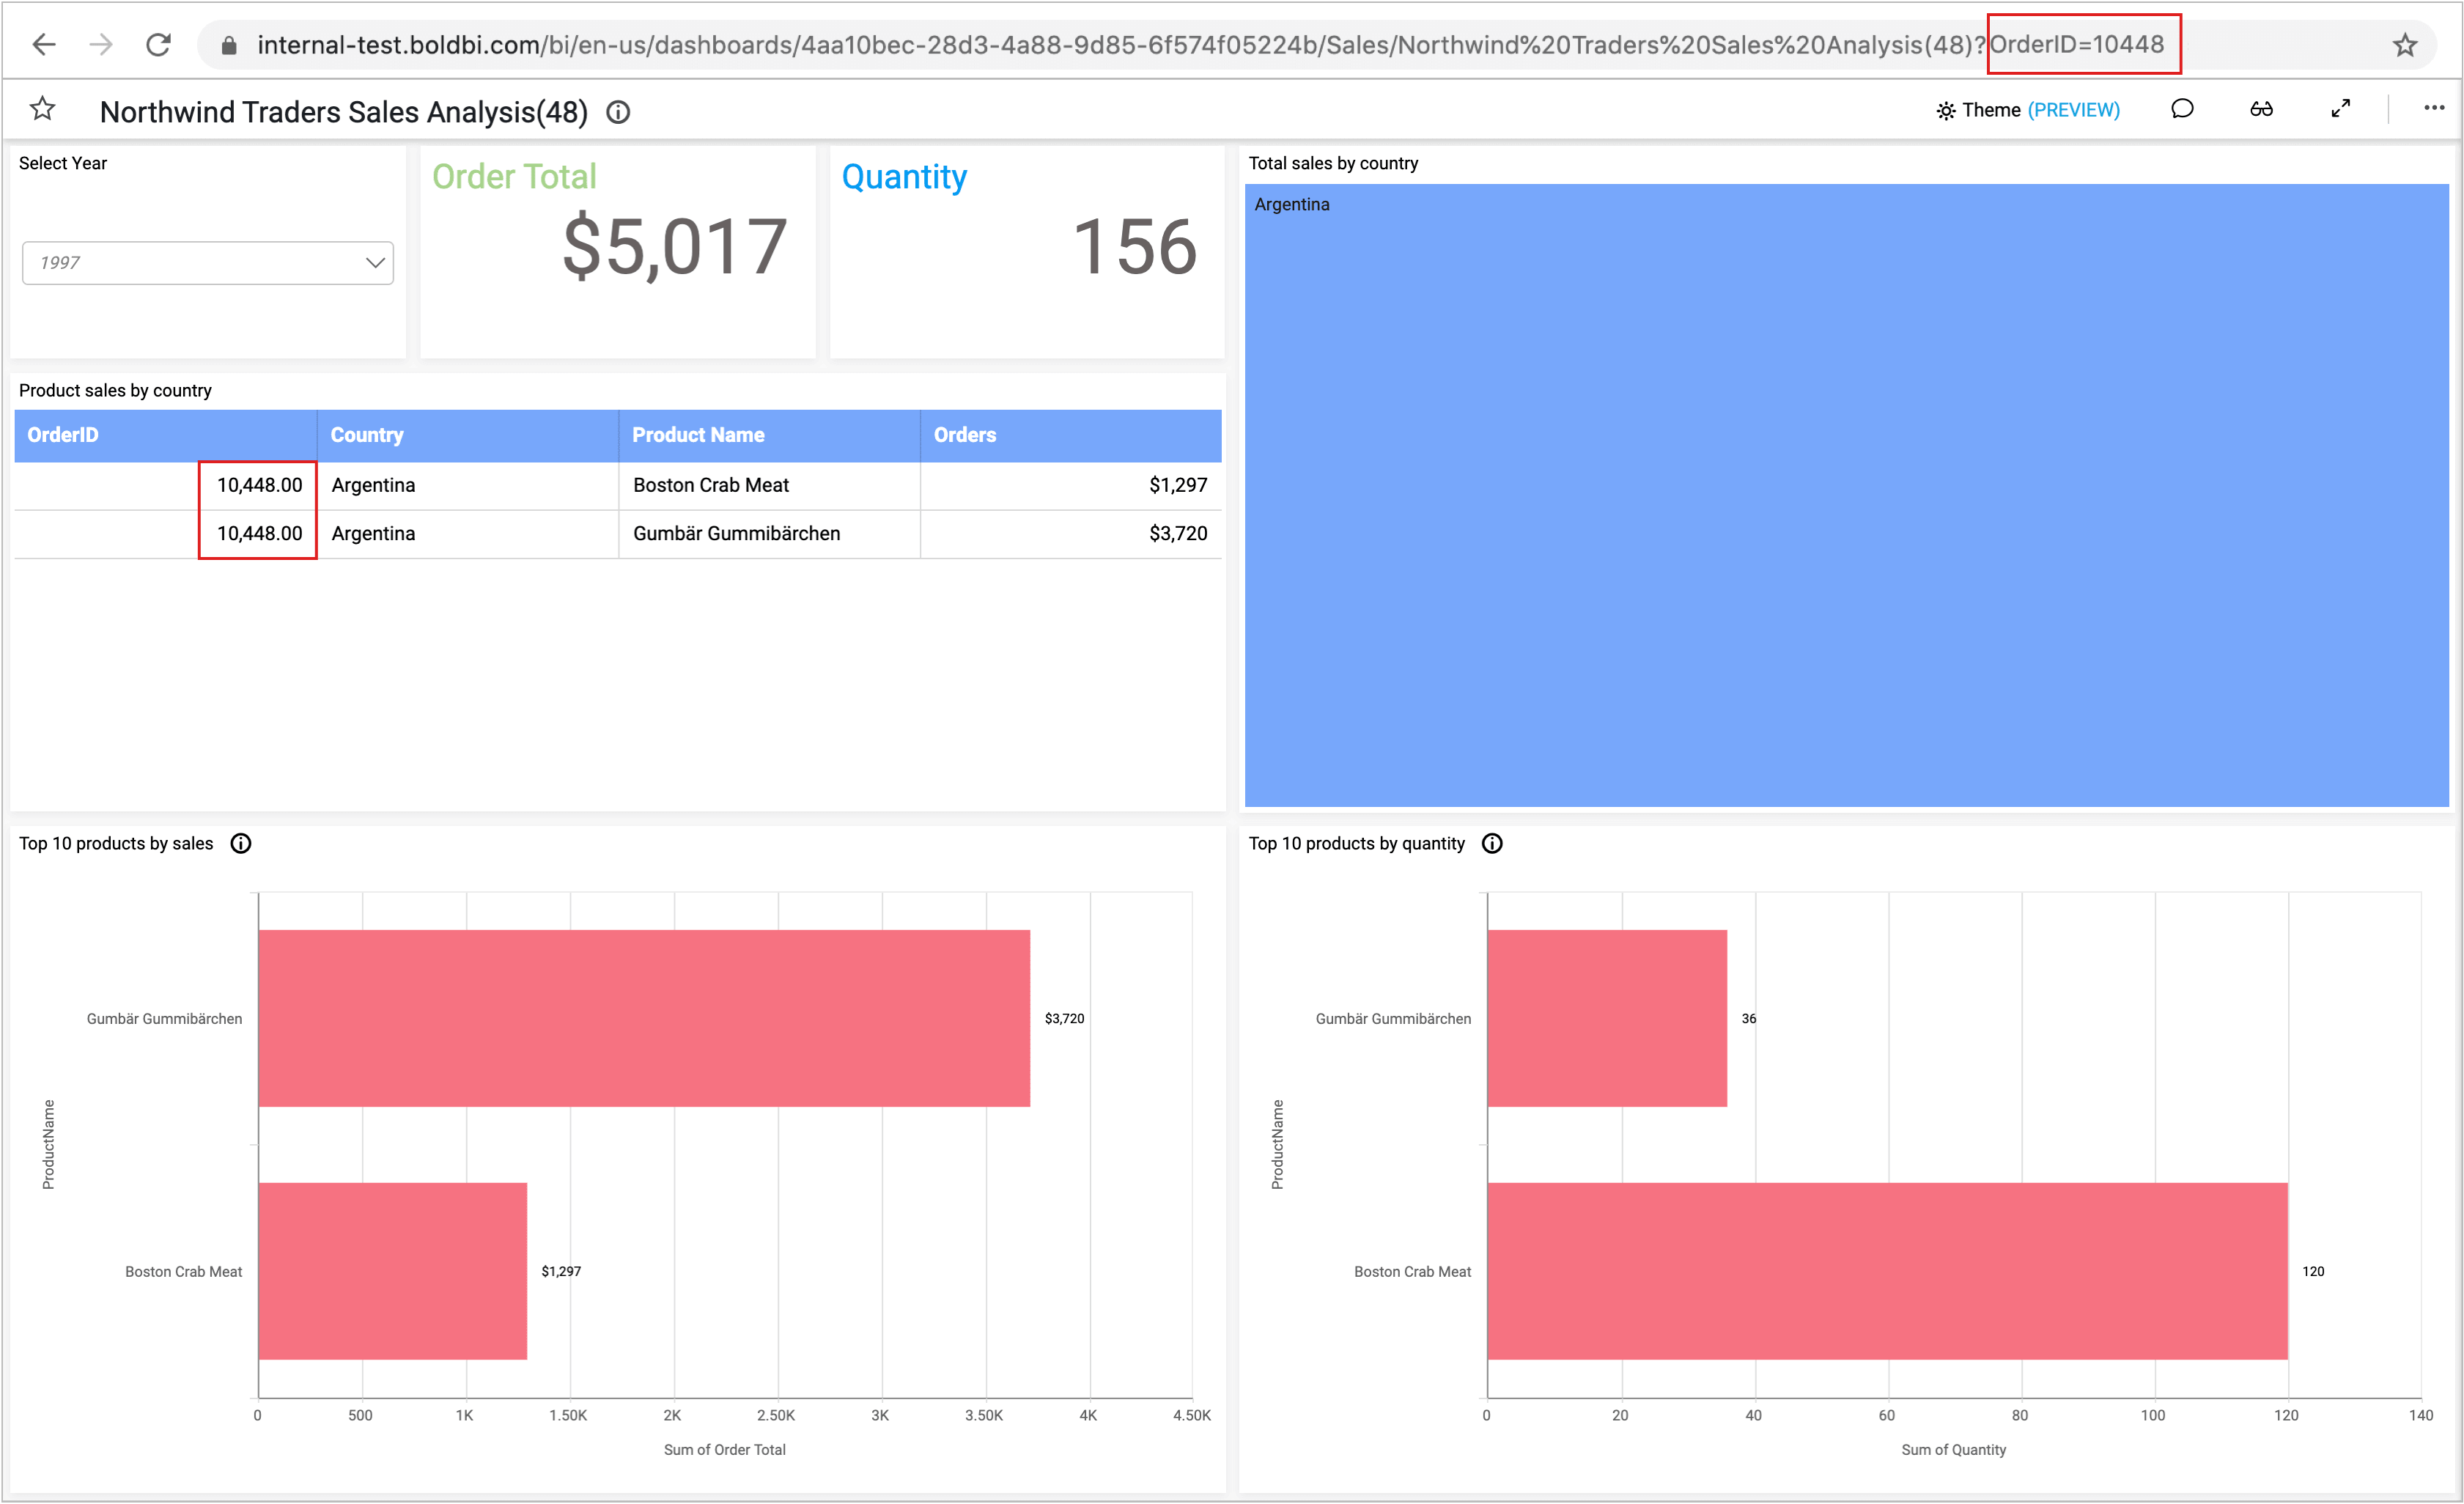 internal-test.boldbi.com/bi/en-us/dashboards/4aa10bec-28d3-4a88-9d85-6f574f05224b/Sales/Northwind%20Traders%20Sales%20Analysis(48)?OrderID=10448
Northwind Traders Sales Analysis(48)
Theme (PREVIEW)
Select Year
1997
Order Total
$5,017
Quantity
156
Total sales by country
Argentina
Product sales by country
OrderID Country Product Name Orders
10,448.00 Argentina Boston Crab Meat $1,297
10,448.00 Argentina Gumbär Gummibärchen $3,720
Top 10 products by sales
ProductName
Gumbär Gummibärchen $3,720
Boston Crab Meat $1,297
0 500 1K 1.50K 2K 2.50K 3K 3.50K 4K 4.50K
Sum of Order Total
Top 10 products by quantity
ProductName
Gumbär Gummibärchen 36
Boston Crab Meat 120
0 20 40 60 80 100 120 140
Sum of Quantity